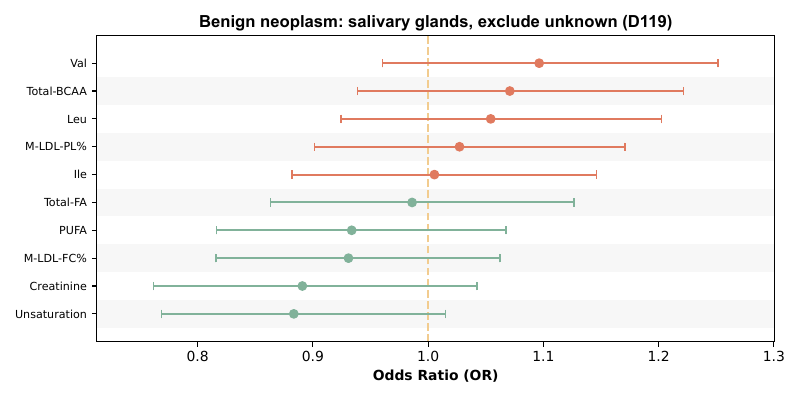 Benign neoplasm: salivary glands, exclude unknown (D119)
Val
Total-BCAA
Leu
M-LDL-PL%
Ile
Total-FA
PUFA
M-LDL-FC%
Creatinine
Unsaturation
0.8 0.9 1.0 1.1 1.2 1.3
Odds Ratio (OR)